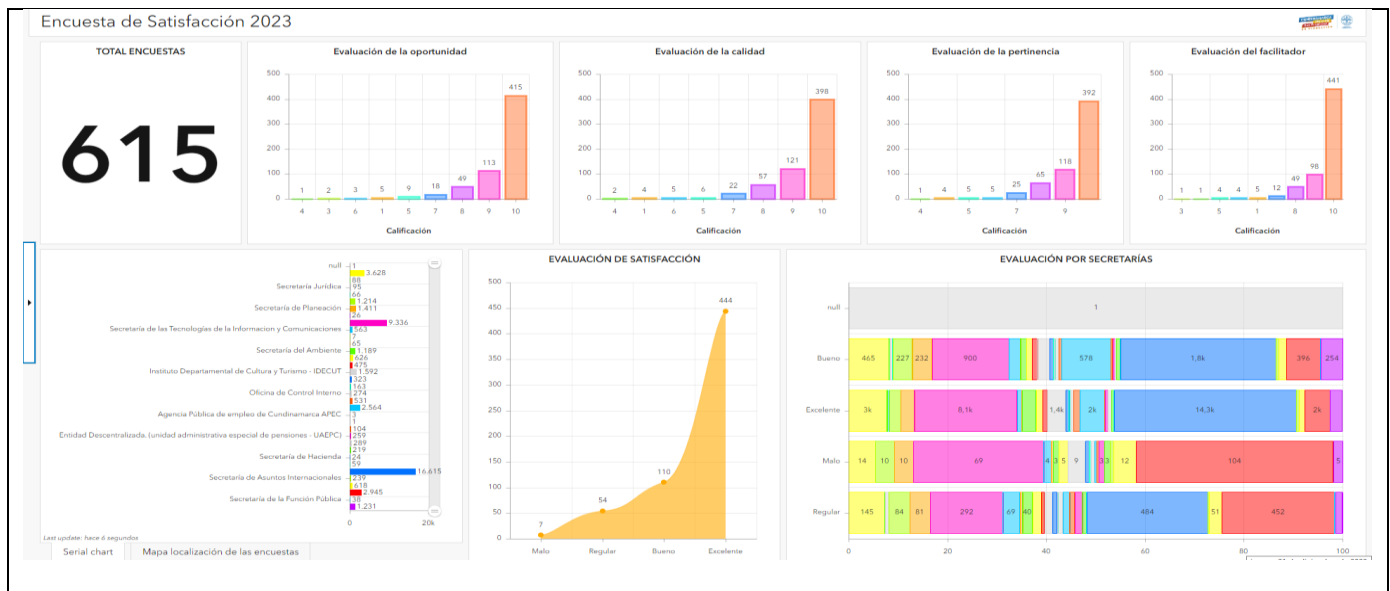 Encuesta de Satisfacción 2023
TOTAL ENCUESTAS
615
Evaluación de la oportunidad
500
400
300
200
100
0
1 2 3 5 9 18 49 113 415
4 3 6 1 5 7 8 9 10
Calificación
Evaluación de la calidad
500
400
300
200
100
0
2 4 5 6 22 57 121 398
4 1 6 5 7 8 9 10
Calificación
Evaluación de la pertinencia
500
400
300
200
100
0
1 4 5 5 25 65 118 392
4 5 7 9
Calificación
Evaluación del facilitador
500
400
300
200
100
0
1 1 4 4 5 12 49 98 441
3 5 1 8 10
Calificación
null 1
3.628
88
Secretaría Jurídica 95
66
1.214
Secretaría de Planeación 1.411
26
9.336
Secretaría de las Tecnologías de la Informacion y Comunicaciones 563
7
65
Secretaría del Ambiente 1.189
626
475
Instituto Departamental de Cultura y Turismo - IDECUT 1.592
323
163
Oficina de Control Interno 274
531
2.564
Agencia Pública de empleo de Cundinamarca APEC 3
1
104
Entidad Descentralizada. (unidad administrativa especial de pensiones - UAEPC) 259
289
219
Secretaría de Hacienda 24
59
16.615
Secretaría de Asuntos Internacionales 239
618
2.945
Secretaría de la Función Pública 38
1.231
0 20k
Last update: hace 6 segundos
Serial chart
Mapa localización de las encuestas
EVALUACIÓN DE SATISFACCIÓN
500
450
400
350
300
250
200
150
100
50
0
7 54 110 444
Malo Regular Bueno Excelente
EVALUACIÓN POR SECRETARÍAS
null 1
Bueno 465 227 232 900 578 1,8k 396 254
Excelente 3k 8,1k 1,4k 2k 14,3k 2k
Malo 14 10 10 69 4 3 5 9 3 3 12 104 5
Regular 145 84 81 292 69 40 484 51 452
0 20 40 60 80 100